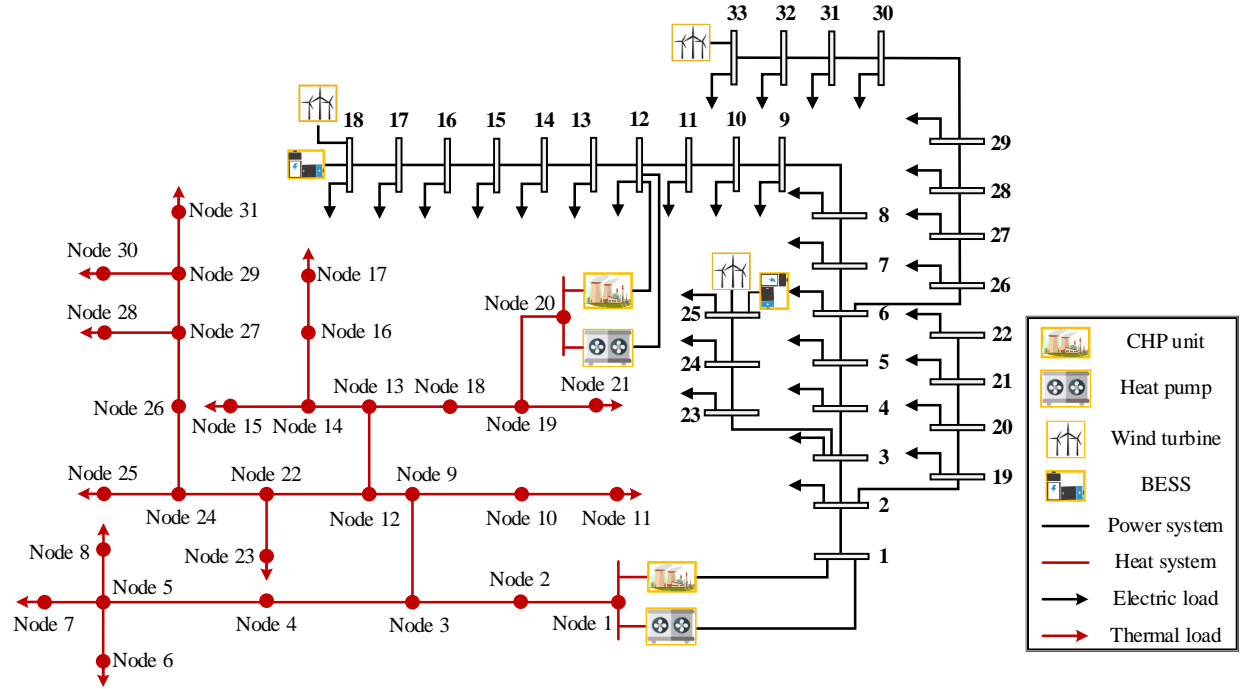 33 32 31 30
18 17 16 15 14 13 12 11 10 9
29
28
Node 31
8
27
Node 30
Node 29
Node 17
7
26
Node 20
25
6
22
Node 28
Node 27
Node 16
CHP unit
24
5
21
Node 21
Heat pump
Node 26
Node 13 Node 18
23
4
20
Node 15 Node 14
Node 19
Wind turbine
3
19
Node 25
Node 22 Node 9
BESS
2
Node 24
Node 12
Node 10 Node 11
Power system
Node 8
Node 23
1
Heat system
Node 5
Node 2
Electric load
Node 7
Node 4
Node 3
Node 1
Thermal load
Node 6